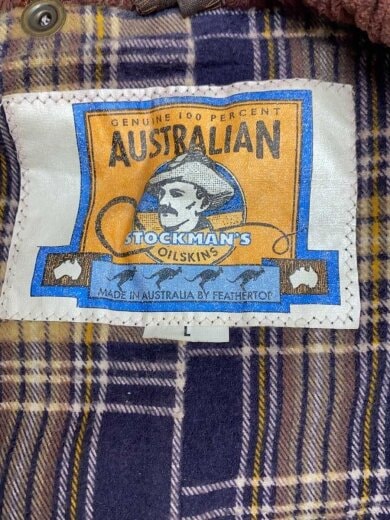 GENUINE 100 PERCENT
AUSTRALIAN
STOCKMAN'S
OILSKINS
MADE IN AUSTRALIA BY FEATHERTOP
L